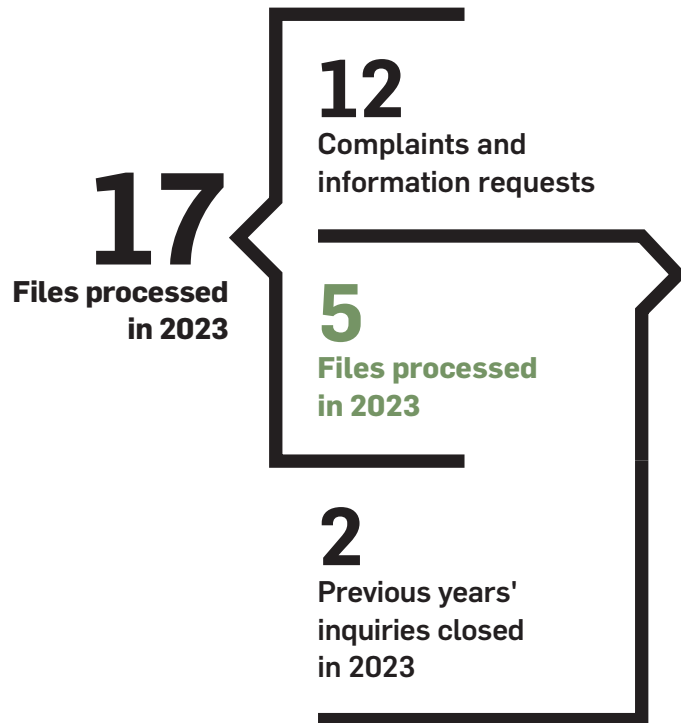 17
Files processed
in 2023
12
Complaints and
information requests
5
Files processed
in 2023
2
Previous years'
inquiries closed
in 2023